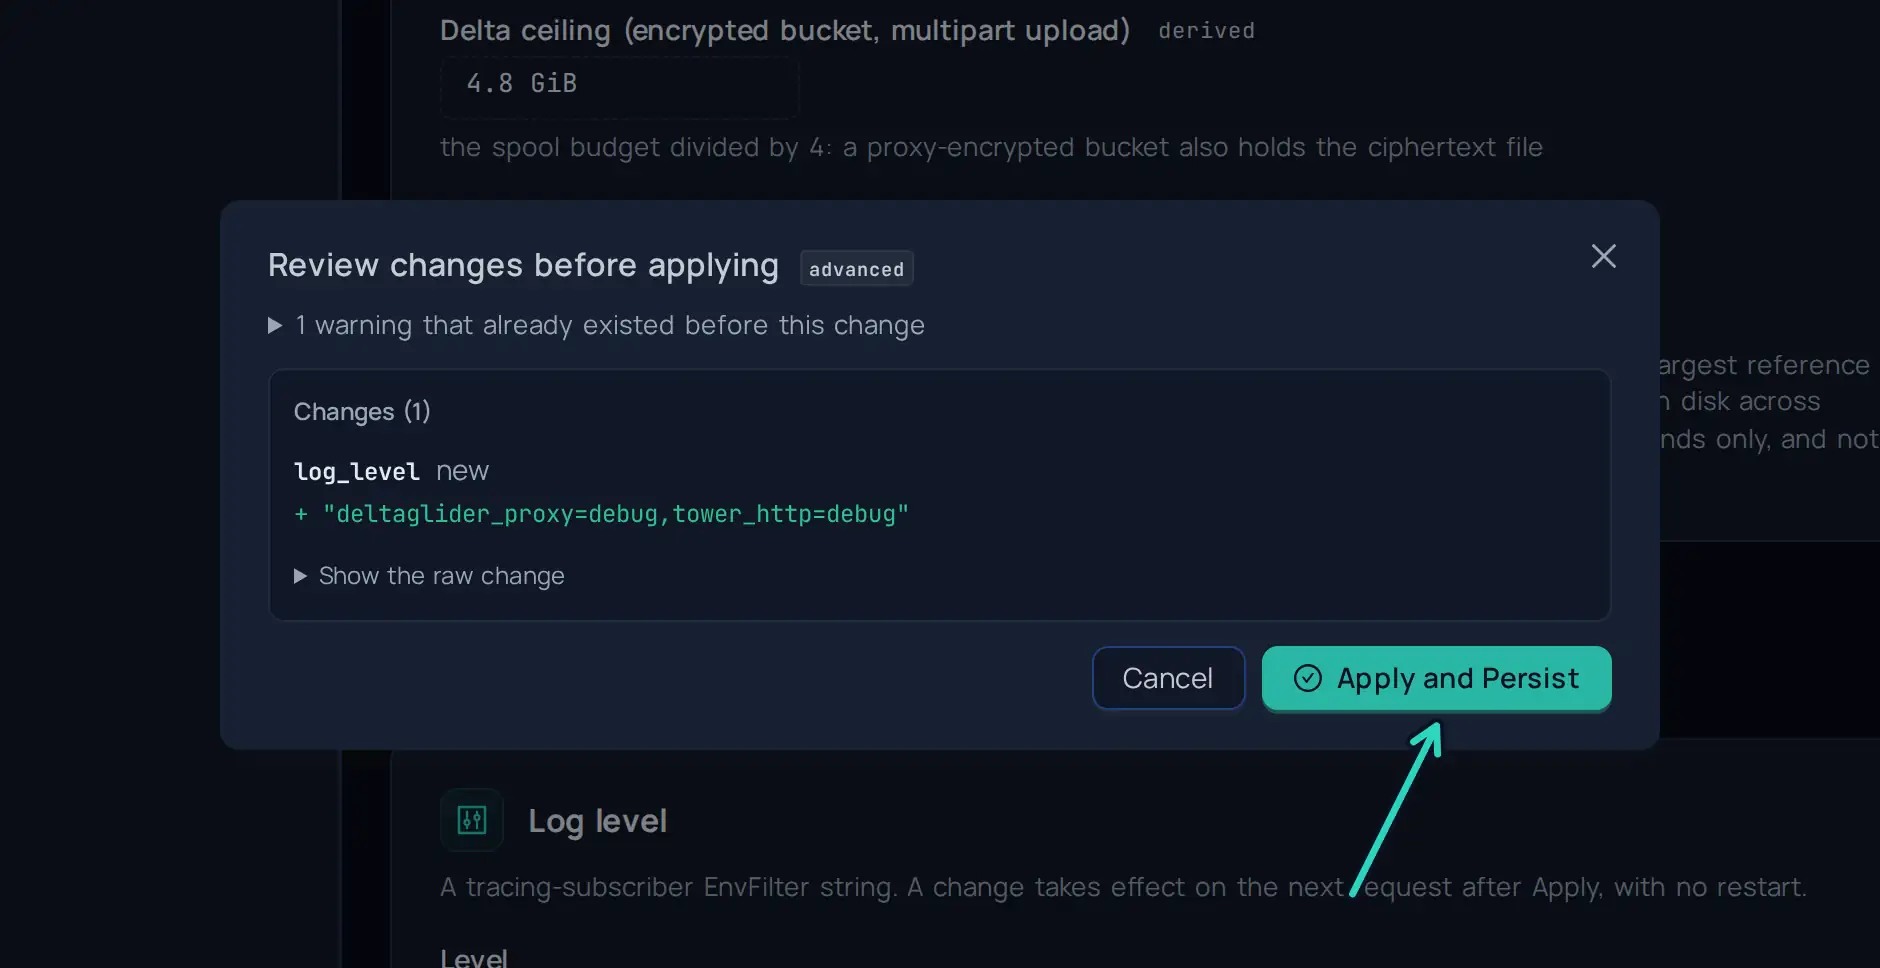 Delta ceiling (encrypted bucket, multipart upload) derived
4.8 GiB
the spool budget divided by 4: a proxy-encrypted bucket also holds the ciphertext file
Review changes before applying advanced
1 warning that already existed before this change
argest reference
disk across
nds only, and not
Changes (1)
log_level new
+ "deltaglider_proxy=debug,tower_http=debug"
Show the raw change
Cancel
Apply and Persist
Log level
A tracing-subscriber EnvFilter string. A change takes effect on the next equest after Apply, with no restart.
Level